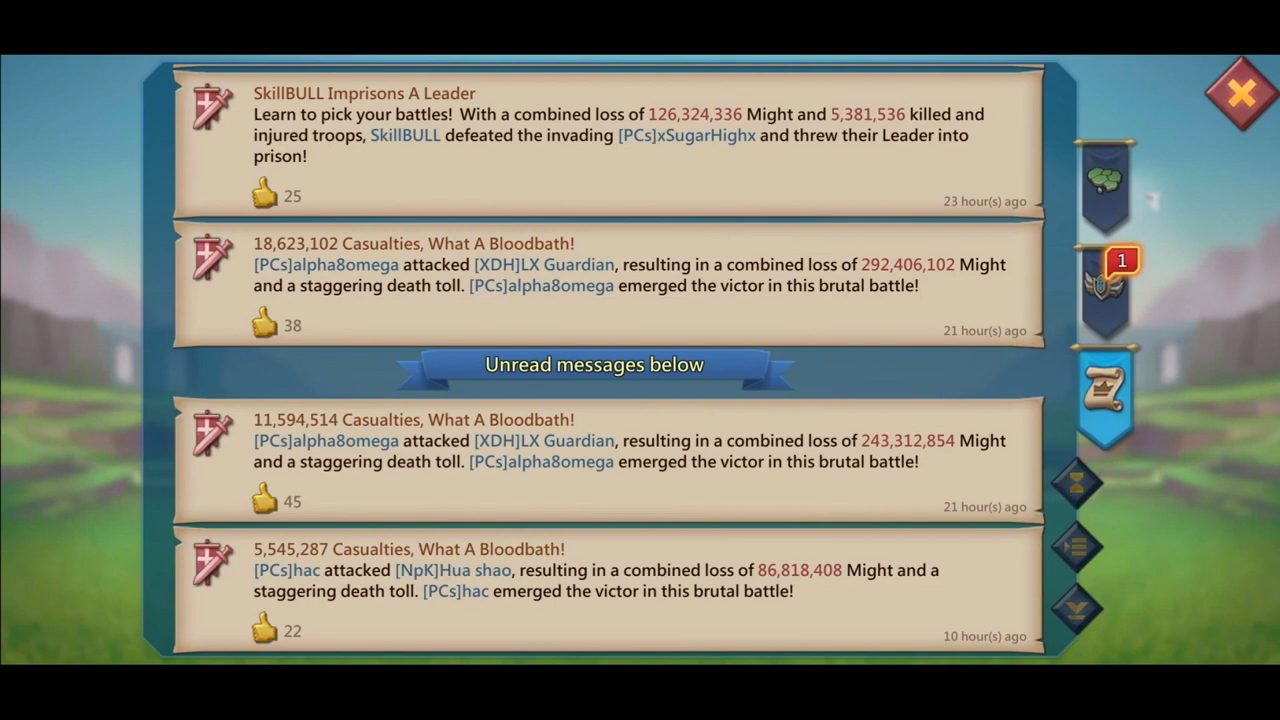 SkillBULL Imprisons A Leader
Learn to pick your battles! With a combined loss of 126,324,336 Might and 5,381,536 killed and
injured troops, SkillBULL defeated the invading [PCs]xSugarHighx and threw their Leader into
prison!
25
23 hour(s) ago
18,623,102 Casualties, What A Bloodbath!
[PCs]alpha8omega attacked [XDH]LX Guardian, resulting in a combined loss of 292,406,102 Might
and a staggering death toll. [PCs]alpha8omega emerged the victor in this brutal battle!
38
21 hour(s) ago
1
Unread messages below
11,594,514 Casualties, What A Bloodbath!
[PCs]alpha8omega attacked [XDH]LX Guardian, resulting in a combined loss of 243,312,854 Might
and a staggering death toll. [PCs]alpha8omega emerged the victor in this brutal battle!
45
21 hour(s) ago
5,545,287 Casualties, What A Bloodbath!
[PCs]hac attacked [NpK]Hua shao, resulting in a combined loss of 86,818,408 Might and a
staggering death toll. [PCs]hac emerged the victor in this brutal battle!
22
10 hour(s) ago